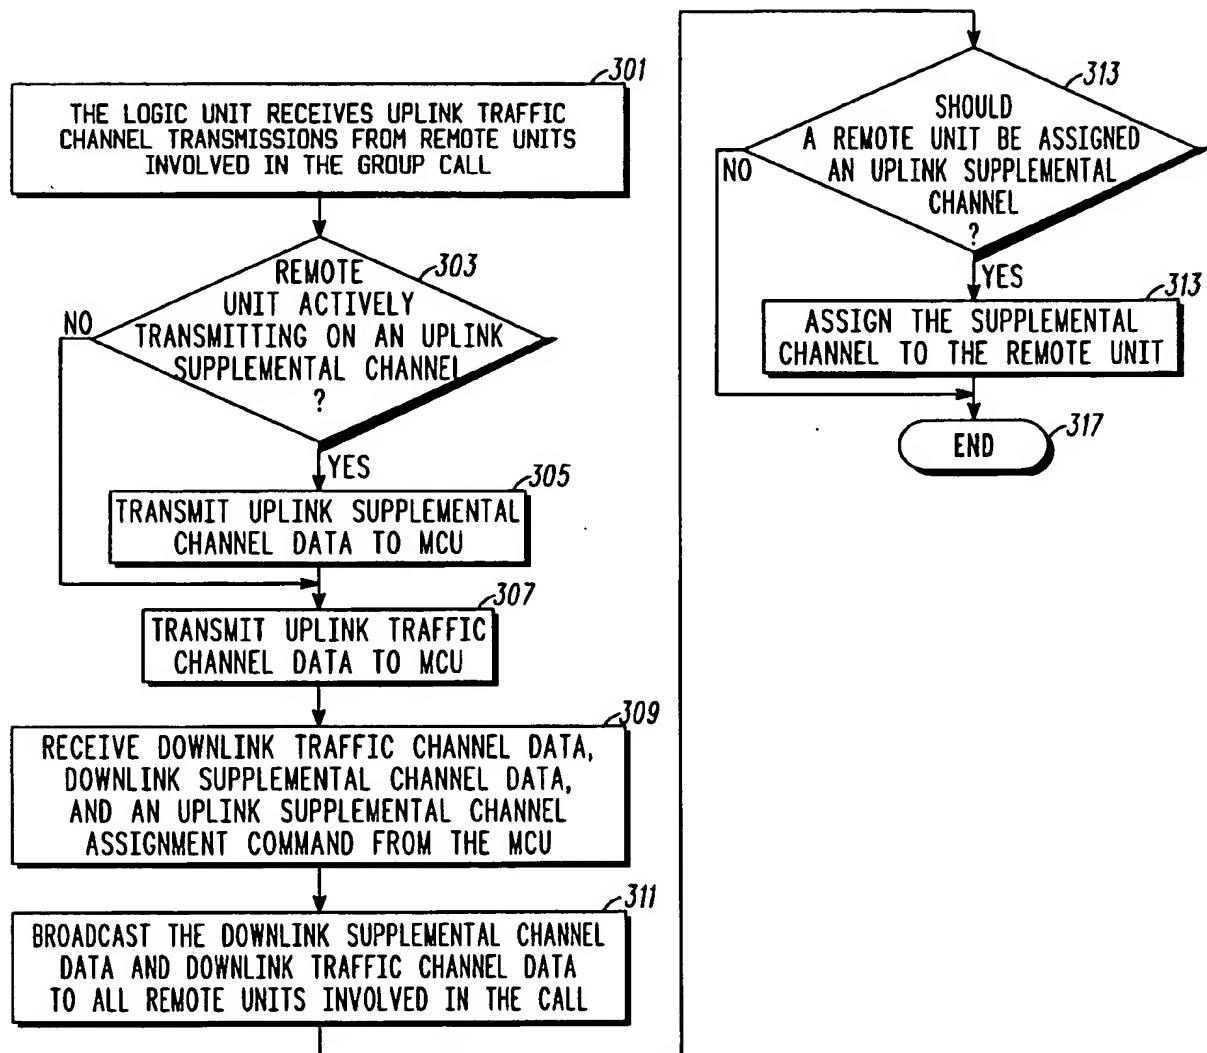 301
THE LOGIC UNIT RECEIVES UPLINK TRAFFIC
CHANNEL TRANSMISSIONS FROM REMOTE UNITS
INVOLVED IN THE GROUP CALL
303
REMOTE
UNIT ACTIVELY
TRANSMITTING ON AN UPLINK
SUPPLEMENTAL CHANNEL
?
NO
YES
305
TRANSMIT UPLINK SUPPLEMENTAL
CHANNEL DATA TO MCU
307
TRANSMIT UPLINK TRAFFIC
CHANNEL DATA TO MCU
309
RECEIVE DOWNLINK TRAFFIC CHANNEL DATA,
DOWNLINK SUPPLEMENTAL CHANNEL DATA,
AND AN UPLINK SUPPLEMENTAL CHANNEL
ASSIGNMENT COMMAND FROM THE MCU
311
BROADCAST THE DOWNLINK SUPPLEMENTAL CHANNEL
DATA AND DOWNLINK TRAFFIC CHANNEL DATA
TO ALL REMOTE UNITS INVOLVED IN THE CALL
313
SHOULD
A REMOTE UNIT BE ASSIGNED
AN UPLINK SUPPLEMENTAL
CHANNEL
?
NO
YES
313
ASSIGN THE SUPPLEMENTAL
CHANNEL TO THE REMOTE UNIT
317
END